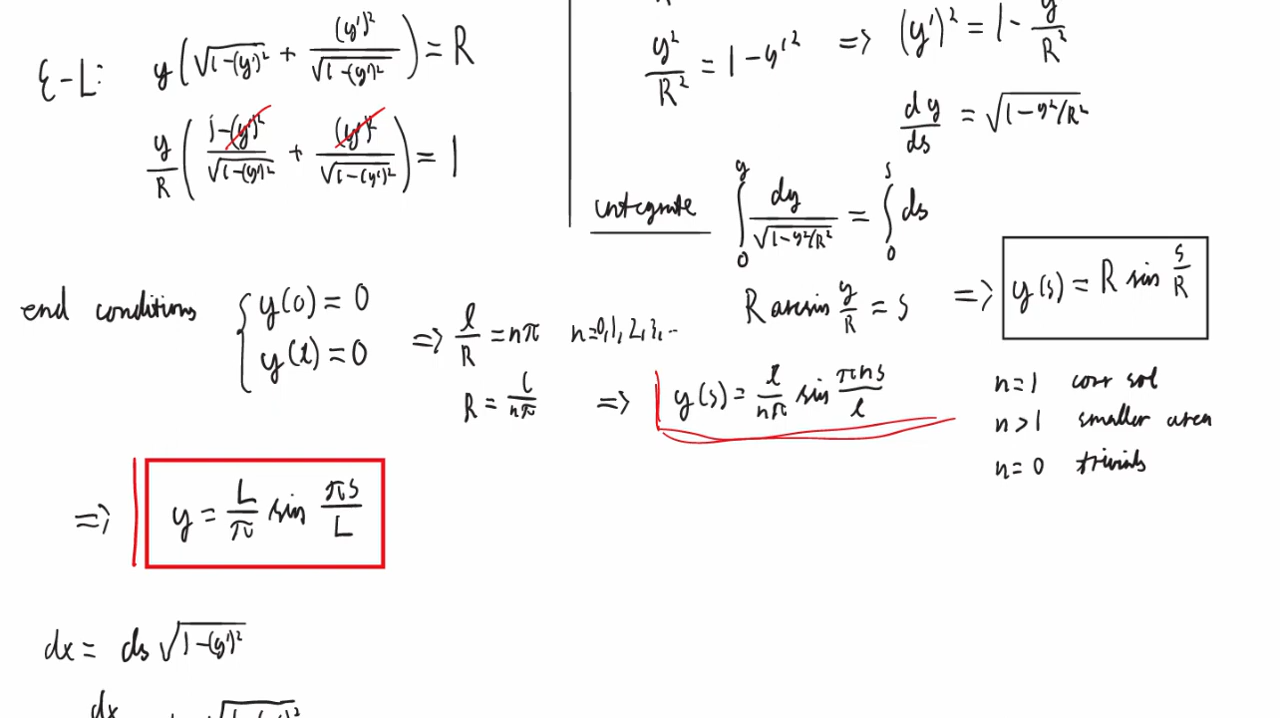 E-L: y(√(1-(y')²) + (y')²/√(1-(y')²)) = R
y/R (1-(y')²/√(1-(y')²) + (y')²/√(1-(y')²)) = 1
y²/R² = 1-y'² => (y')² = 1- y/R²
dy/ds = √(1-y²/R²)
integrate ∫₀^y dy/√(1-y²/R²) = ∫₀^s ds
R arcsin y/R = s => y(s) = R sin s/R
end conditions { y(0) = 0
y(l) = 0
=> l/R = nπ n=0,1,2,3,..
R = l/nπ => y(s) = l/nπ sin πns/l
n=1 corr sol
n>1 smaller area
n=0 trivials
=> y = L/π sin πs/L
dx = ds √(1-(y')²)
dx